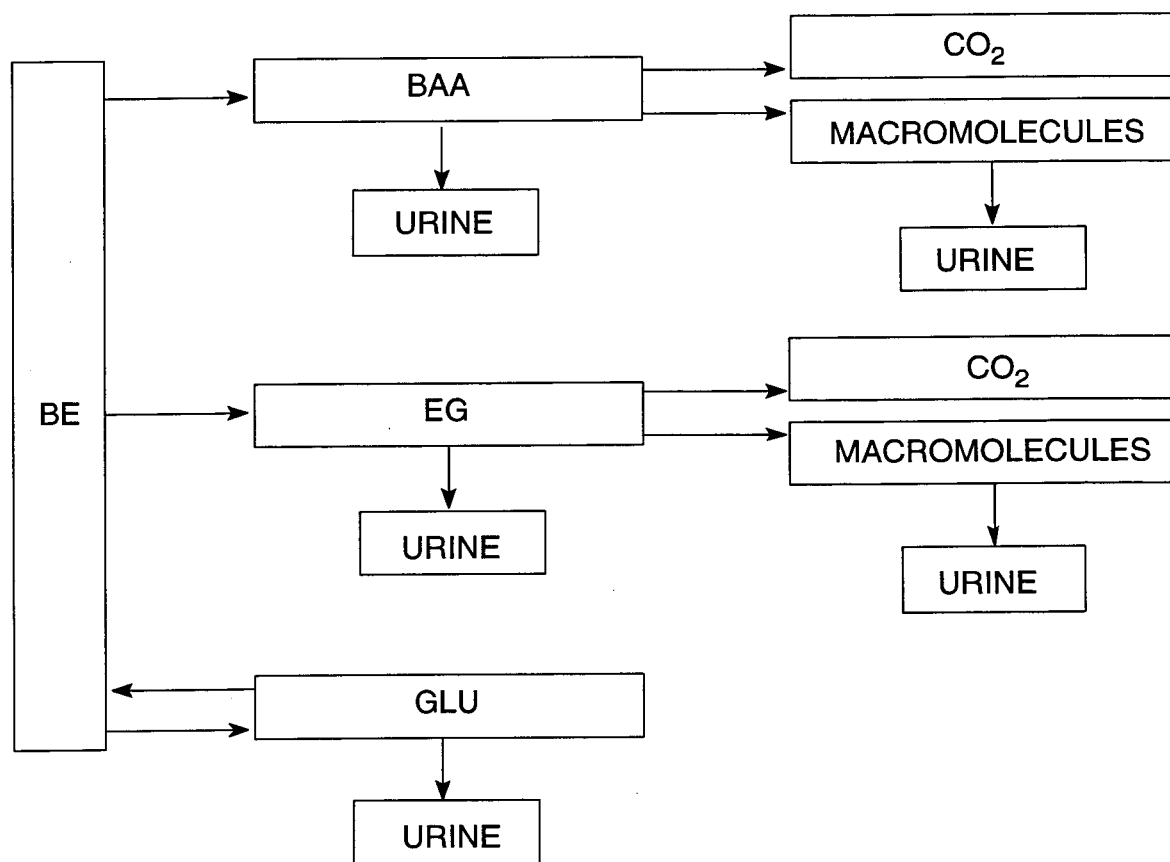 CO₂
BAA
MACROMOLECULES
URINE
URINE
CO₂
BE
EG
MACROMOLECULES
URINE
URINE
GLU
URINE